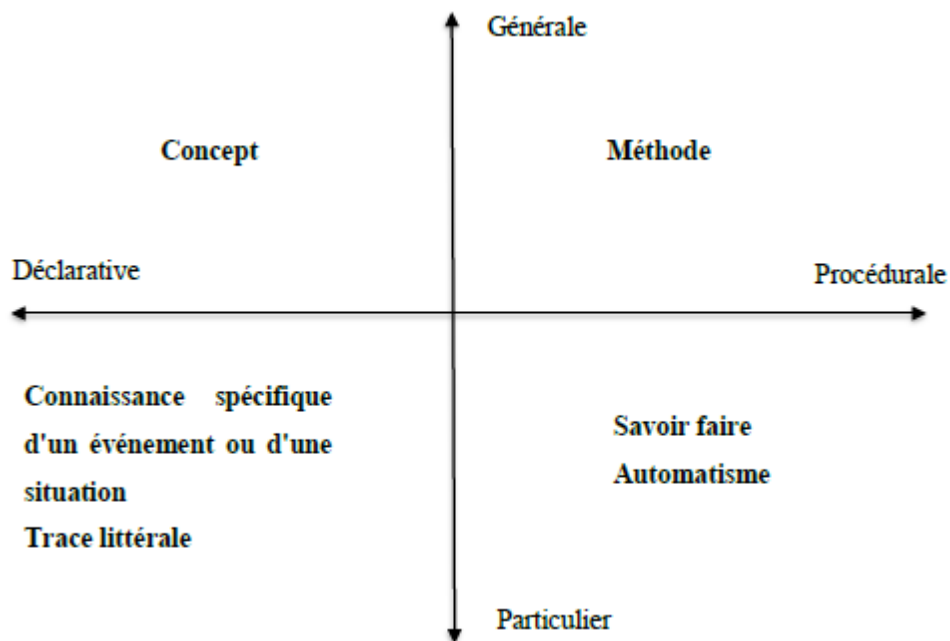 Générale
Concept
Méthode
Déclarative
Procédurale
Connaissance spécifique
d'un événement ou d'une
situation
Trace littérale
Savoir faire
Automatisme
Particulier